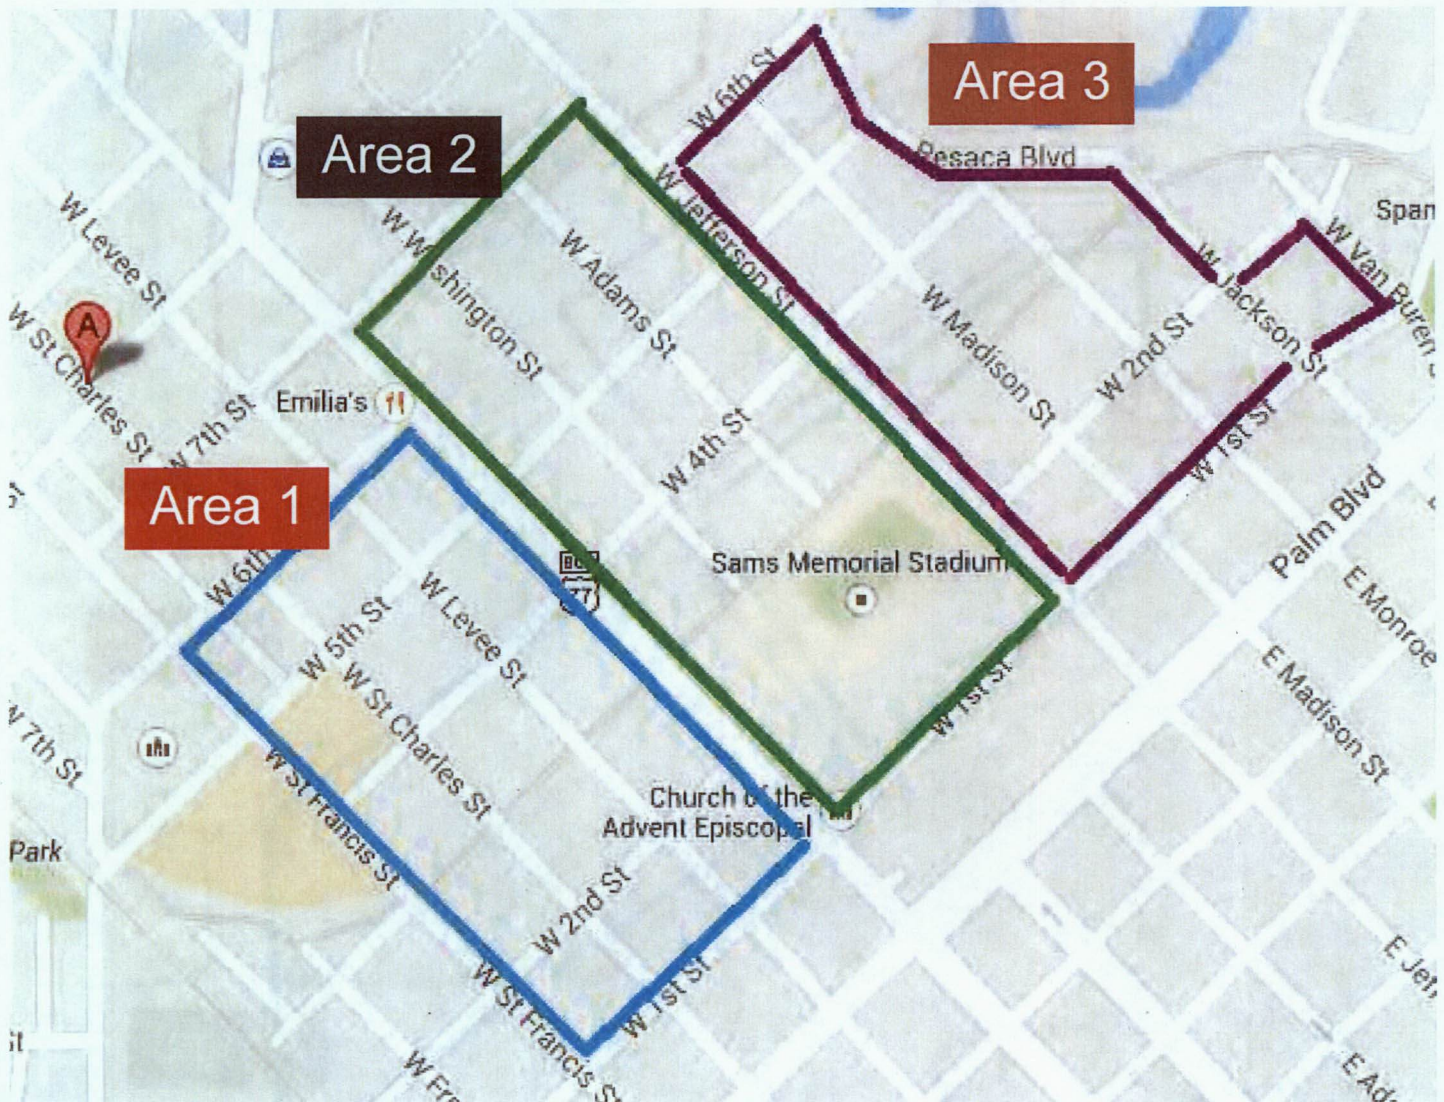 Area 3
W 6th St
Area 2
Resaca Blvd
W Jefferson St
W Levee St
W Washington St
W Adams St
W Van Buren
W Jackson St
W St Charles St
A
W Madison St
W 2nd St
Emilia's
W 7th St
W 4th St
W 1st St
Area 1
Palm Blvd
Sams Memorial Stadium
77
W 6th
W Levee St
W 5th St
E Monroe
W St Charles St
E Madison St
W 1st St
W 7th St
W St Francis St
Church of the
Advent Episcopal
Park
W 2nd St
W 1st St
W St Francis St